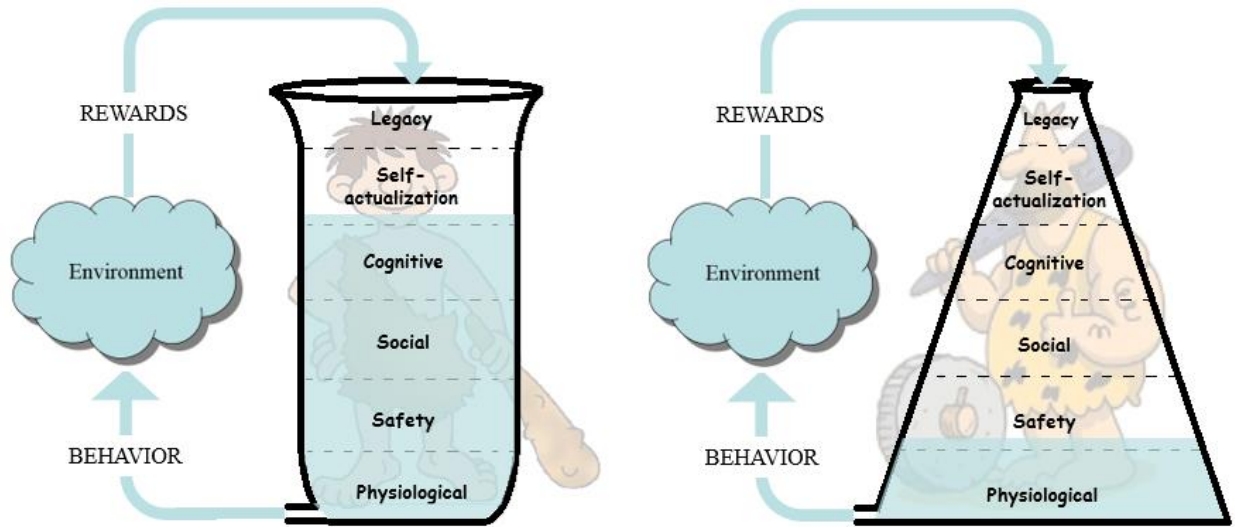 REWARDS
Legacy
Self-
actualization
Environment
Cognitive
Social
Safety
BEHAVIOR
Physiological
REWARDS
Legacy
Self-
actualization
Environment
Cognitive
Social
Safety
BEHAVIOR
Physiological